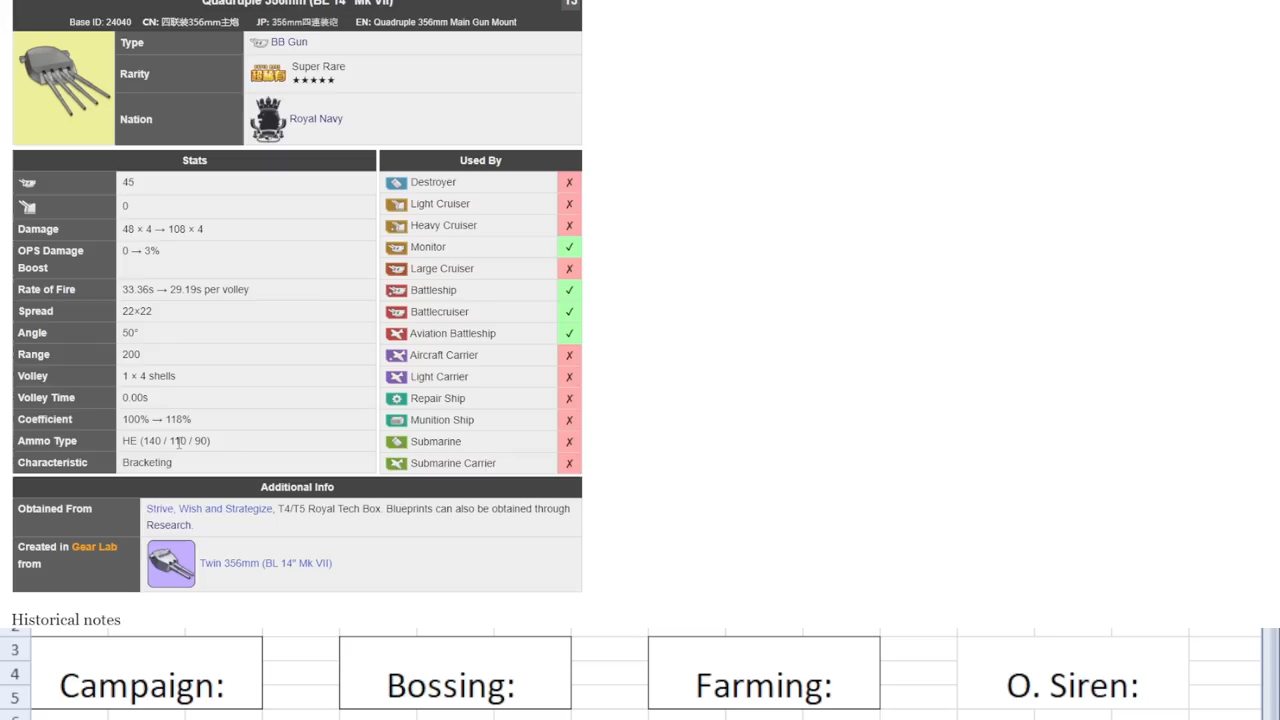 Quadruple 356mm (BL 14" Mk VII)
T3
Base ID: 24040 CN: 四联装356mm主炮 JP: 356mm四連装砲 EN: Quadruple 356mm Main Gun Mount
Type BB Gun
Rarity Super Rare
★★★★★
Nation Royal Navy
Stats
45
0
Damage 48 × 4 → 108 × 4
OPS Damage Boost 0 → 3%
Rate of Fire 33.36s → 29.19s per volley
Spread 22×22
Angle 50°
Range 200
Volley 1 × 4 shells
Volley Time 0.00s
Coefficient 100% → 118%
Ammo Type HE (140 / 110 / 90)
Characteristic Bracketing
Used By
Destroyer ✗
Light Cruiser ✗
Heavy Cruiser ✗
Monitor ✓
Large Cruiser ✗
Battleship ✓
Battlecruiser ✓
Aviation Battleship ✓
Aircraft Carrier ✗
Light Carrier ✗
Repair Ship ✗
Munition Ship ✗
Submarine ✗
Submarine Carrier ✗
Additional Info
Obtained From Strive, Wish and Strategize, T4/T5 Royal Tech Box. Blueprints can also be obtained through
Research.
Created in Gear Lab
from
Twin 356mm (BL 14" Mk VII)
Historical notes
3
4
5
Campaign: Bossing: Farming: O. Siren: